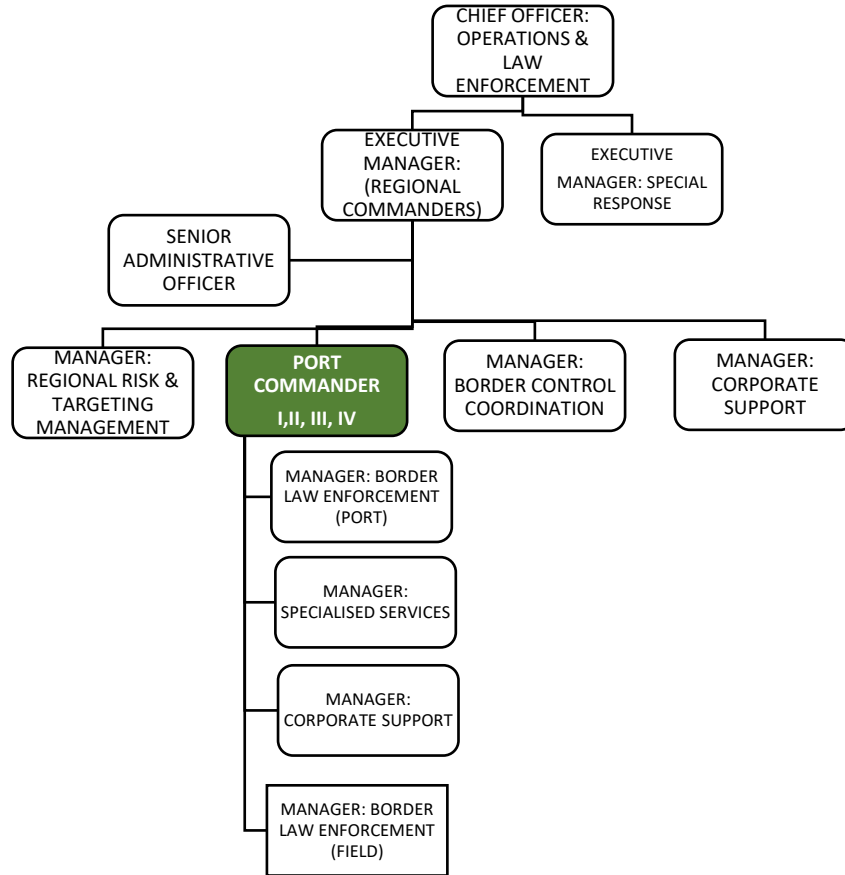 CHIEF OFFICER:
OPERATIONS &
LAW
ENFORCEMENT
EXECUTIVE
MANAGER:
(REGIONAL
COMMANDERS)
EXECUTIVE
MANAGER: SPECIAL
RESPONSE
SENIOR
ADMINISTRATIVE
OFFICER
MANAGER:
REGIONAL RISK &
TARGETING
MANAGEMENT
PORT
COMMANDER
I,II, III, IV
MANAGER:
BORDER CONTROL
COORDINATION
MANAGER:
CORPORATE
SUPPORT
MANAGER: BORDER
LAW ENFORCEMENT
(PORT)
MANAGER:
SPECIALISED SERVICES
MANAGER:
CORPORATE SUPPORT
MANAGER: BORDER
LAW ENFORCEMENT
(FIELD)